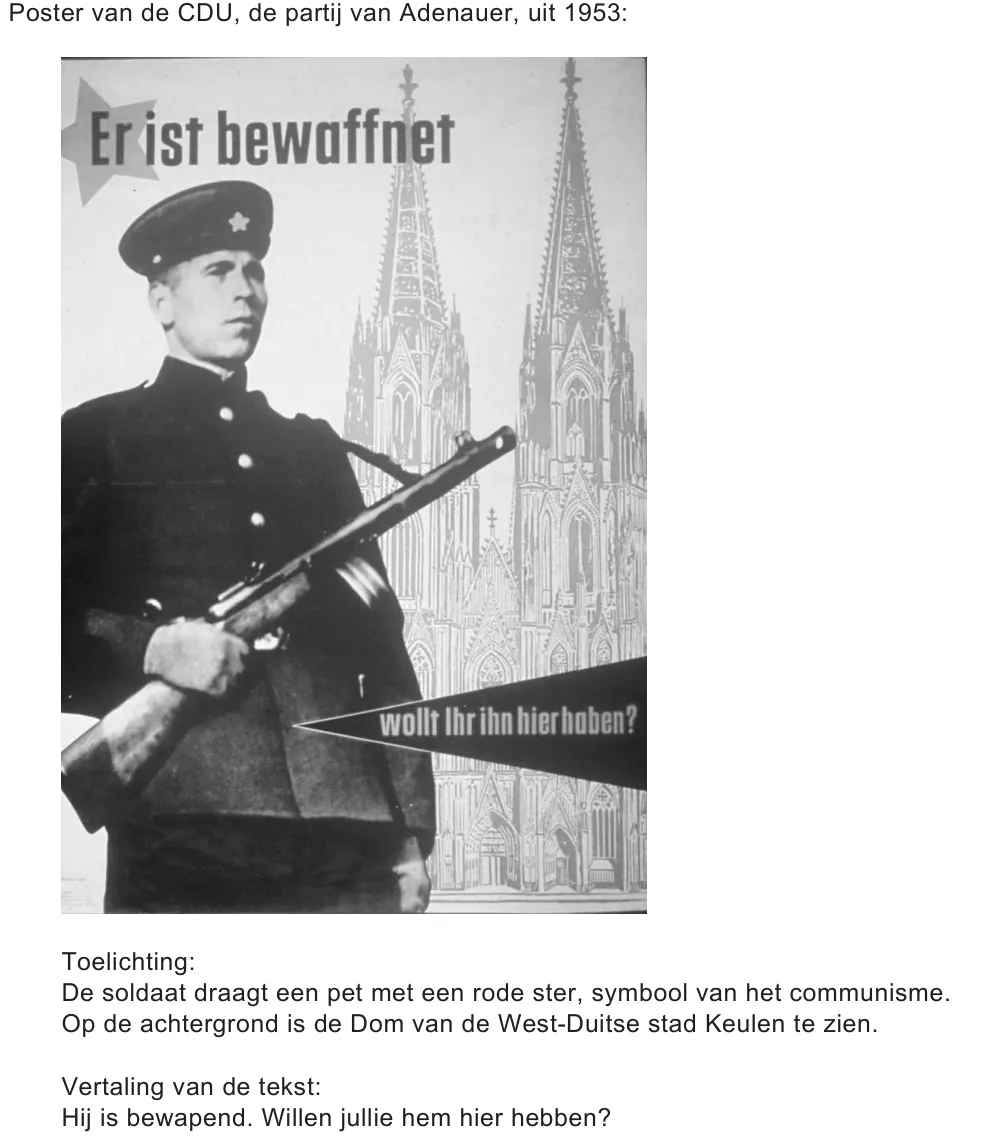 Poster van de CDU, de partij van Adenauer, uit 1953:
Er ist bewaffnet
wollt Ihr ihn hier haben?
Toelichting:
De soldaat draagt een pet met een rode ster, symbool van het communisme.
Op de achtergrond is de Dom van de West-Duitse stad Keulen te zien.
Vertaling van de tekst:
Hij is bewapend. Willen jullie hem hier hebben?